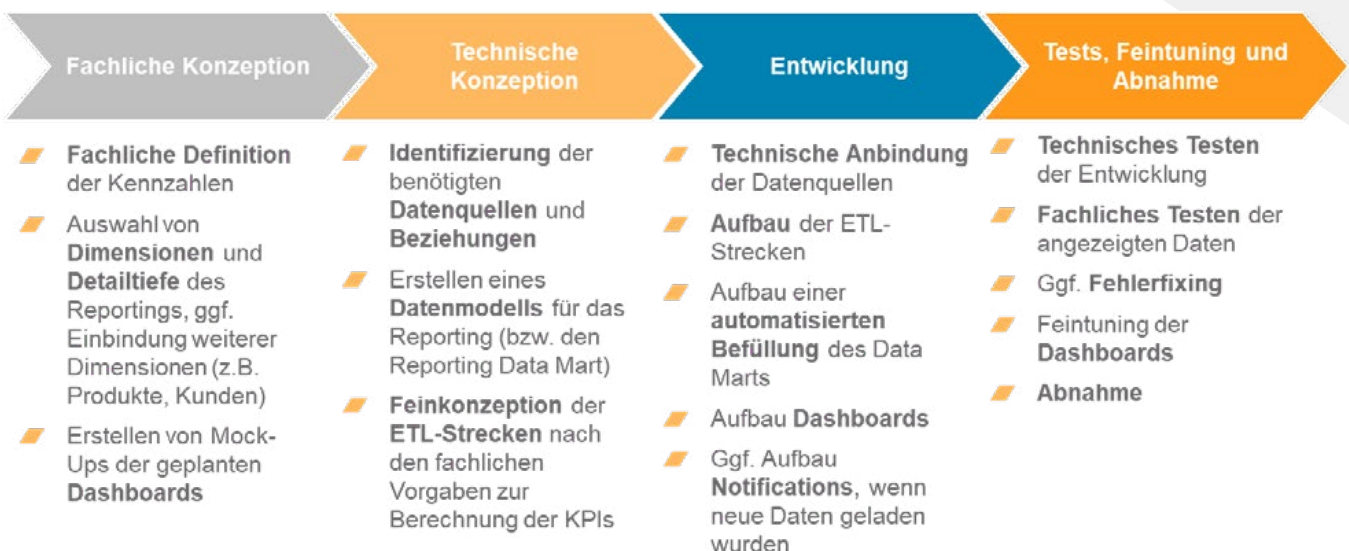 Fachliche Konzeption
Technische
Konzeption
Entwicklung
Tests, Feintuning und
Abnahme
Fachliche Definition
der Kennzahlen
Auswahl von
Dimensionen und
Detailtiefe des
Reportings, ggf.
Einbindung weiterer
Dimensionen (z.B.
Produkte, Kunden)
Erstellen von Mock-
Ups der geplanten
Dashboards
Identifizierung der
benötigten
Datenquellen und
Beziehungen
Erstellen eines
Datenmodells für das
Reporting (bzw. den
Reporting Data Mart)
Feinkonzeption der
ETL-Strecken nach
den fachlichen
Vorgaben zur
Berechnung der KPIs
Technische Anbindung
der Datenquellen
Aufbau der ETL-
Strecken
Aufbau einer
automatisierten
Befüllung des Data
Marts
Aufbau Dashboards
Ggf. Aufbau
Notifications, wenn
neue Daten geladen
wurden
Technisches Testen
der Entwicklung
Fachliches Testen der
angezeigten Daten
Ggf. Fehlerfixing
Feintuning der
Dashboards
Abnahme